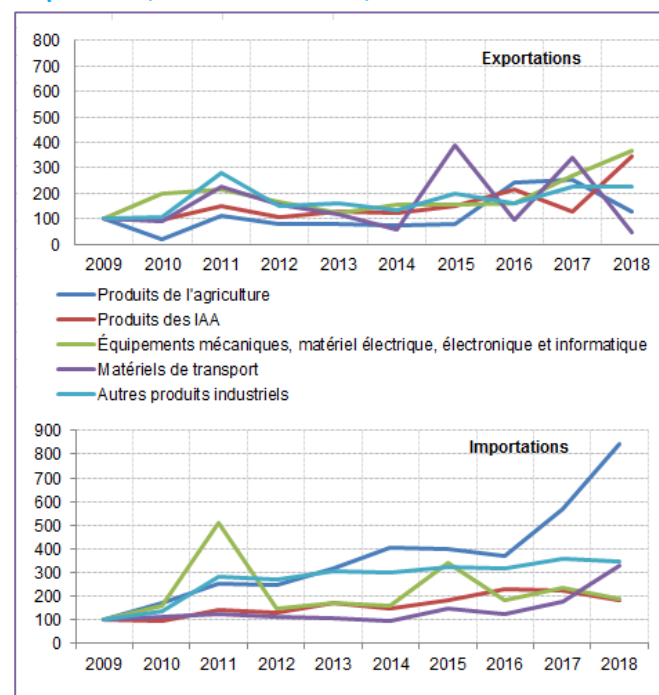 800
700
600
500
400
300
200
100
0
Exportations
2009 2010 2011 2012 2013 2014 2015 2016 2017 2018
Produits de l'agriculture
Produits des IAA
Équipements mécaniques, matériel électrique, électronique et informatique
Matériels de transport
Autres produits industriels
900
800
700
600
500
400
300
200
100
0
Importations
2009 2010 2011 2012 2013 2014 2015 2016 2017 2018